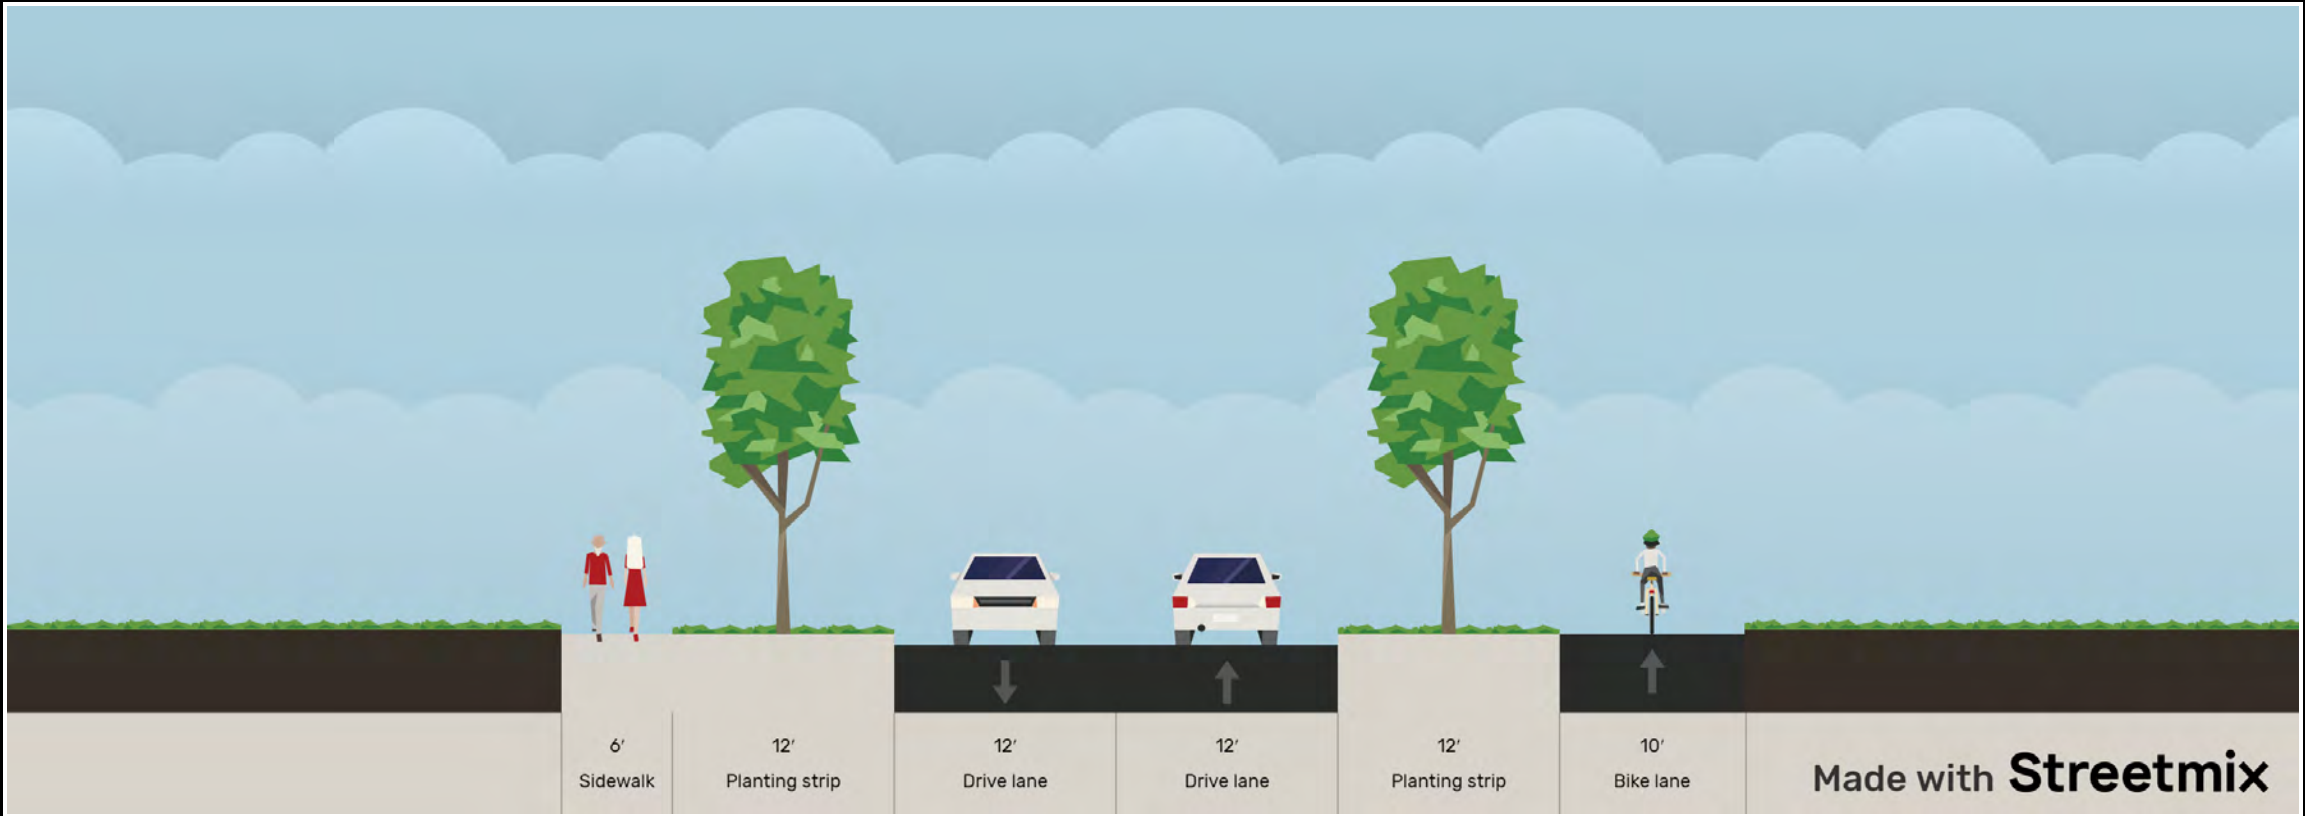 6′
Sidewalk
12′
Planting strip
12′
Drive lane
12′
Drive lane
12′
Planting strip
10′
Bike lane
Made with Streetmix